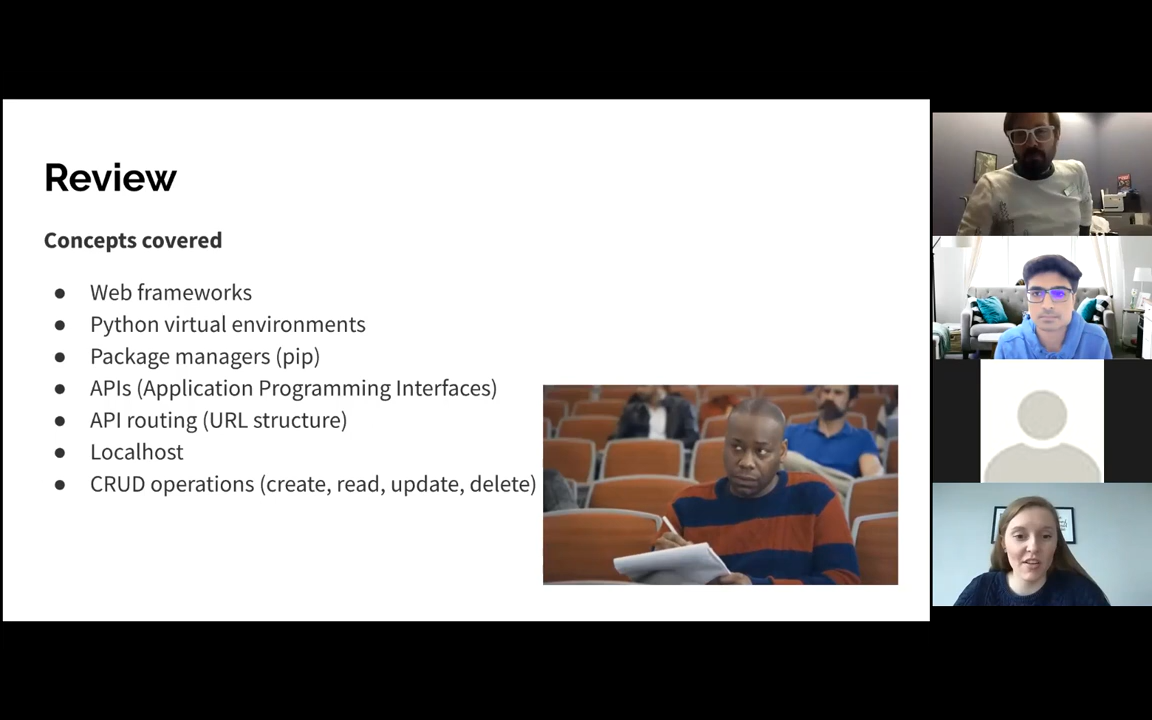 Review
Concepts covered
● Web frameworks
● Python virtual environments
● Package managers (pip)
● APIs (Application Programming Interfaces)
● API routing (URL structure)
● Localhost
● CRUD operations (create, read, update, delete)